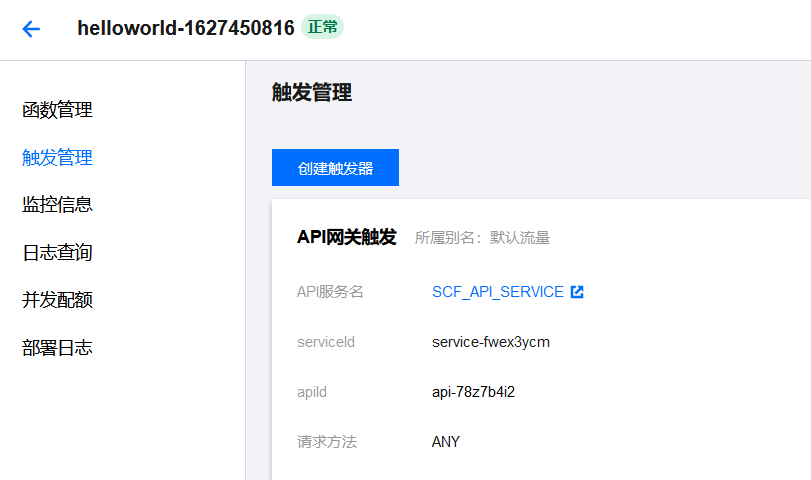 helloworld-1627450816 正常
函数管理
触发管理
监控信息
日志查询
并发配额
部署日志
触发管理
创建触发器
API网关触发 所属别名：默认流量
API服务名 SCF_API_SERVICE
serviceId service-fwex3ycm
apiId api-78z7b4i2
请求方法 ANY